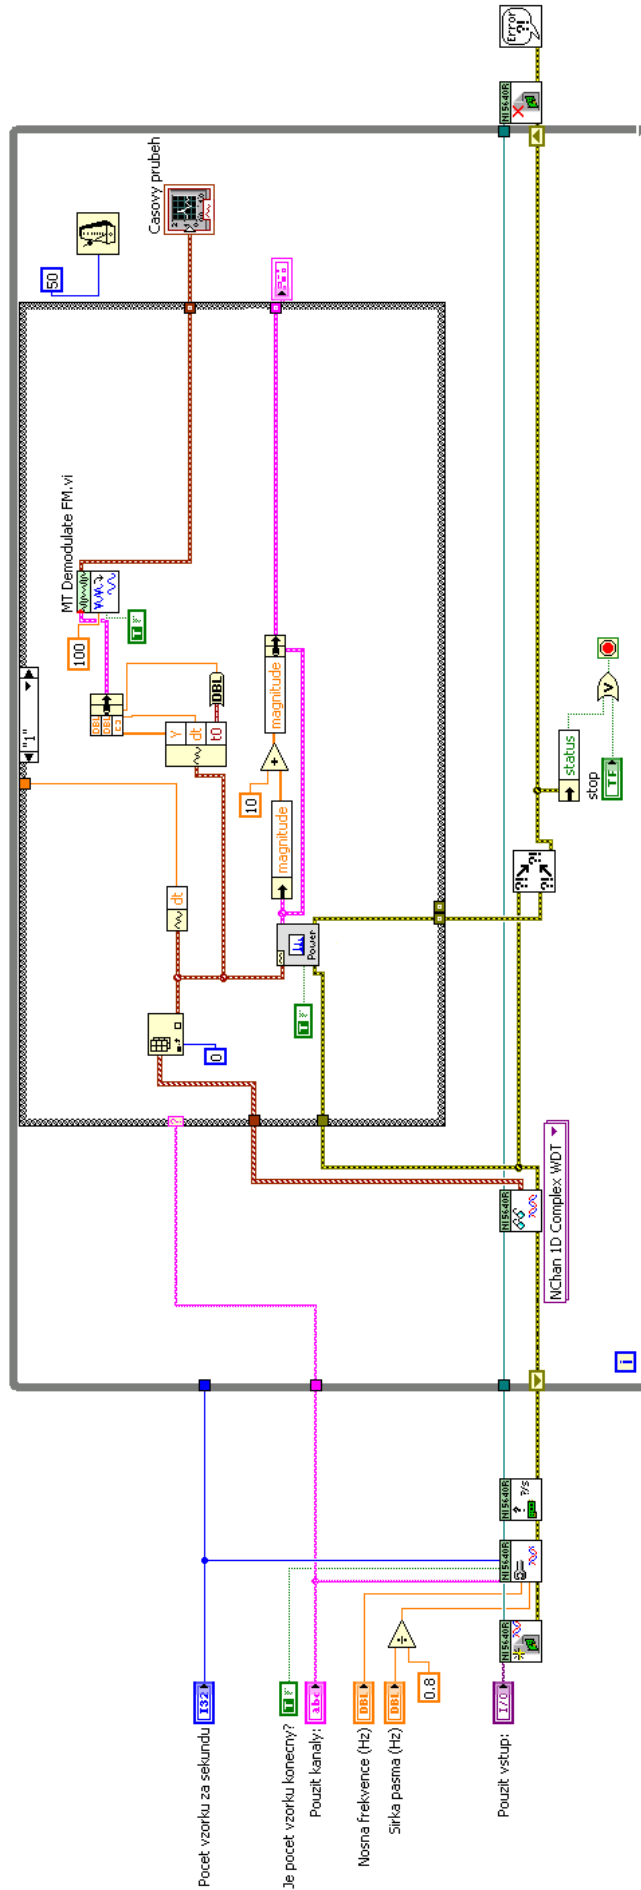 Pocet vzorku za sekundu
I32
Je pocet vzorku konecny?
T
Pouzit kanaly:
abc
Nosna frekvence (Hz)
DBL
Sirka pasma (Hz)
DBL
0.8
Pouzit vstup:
I/O
NI5640R
NI5640R
NI5640R
?/s
i
NI5640R
NChan 1D Complex WDT
"1"
?
0
dt
T
Power
magnitude
10
+
magnitude
Y
dt
t0
DBL
DBL
DBL
100
MT Demodulate FM.vi
T
50
Casovy prubeh
?!
?!
?!
status
stop
TF
V
NI5640R
Error
?!